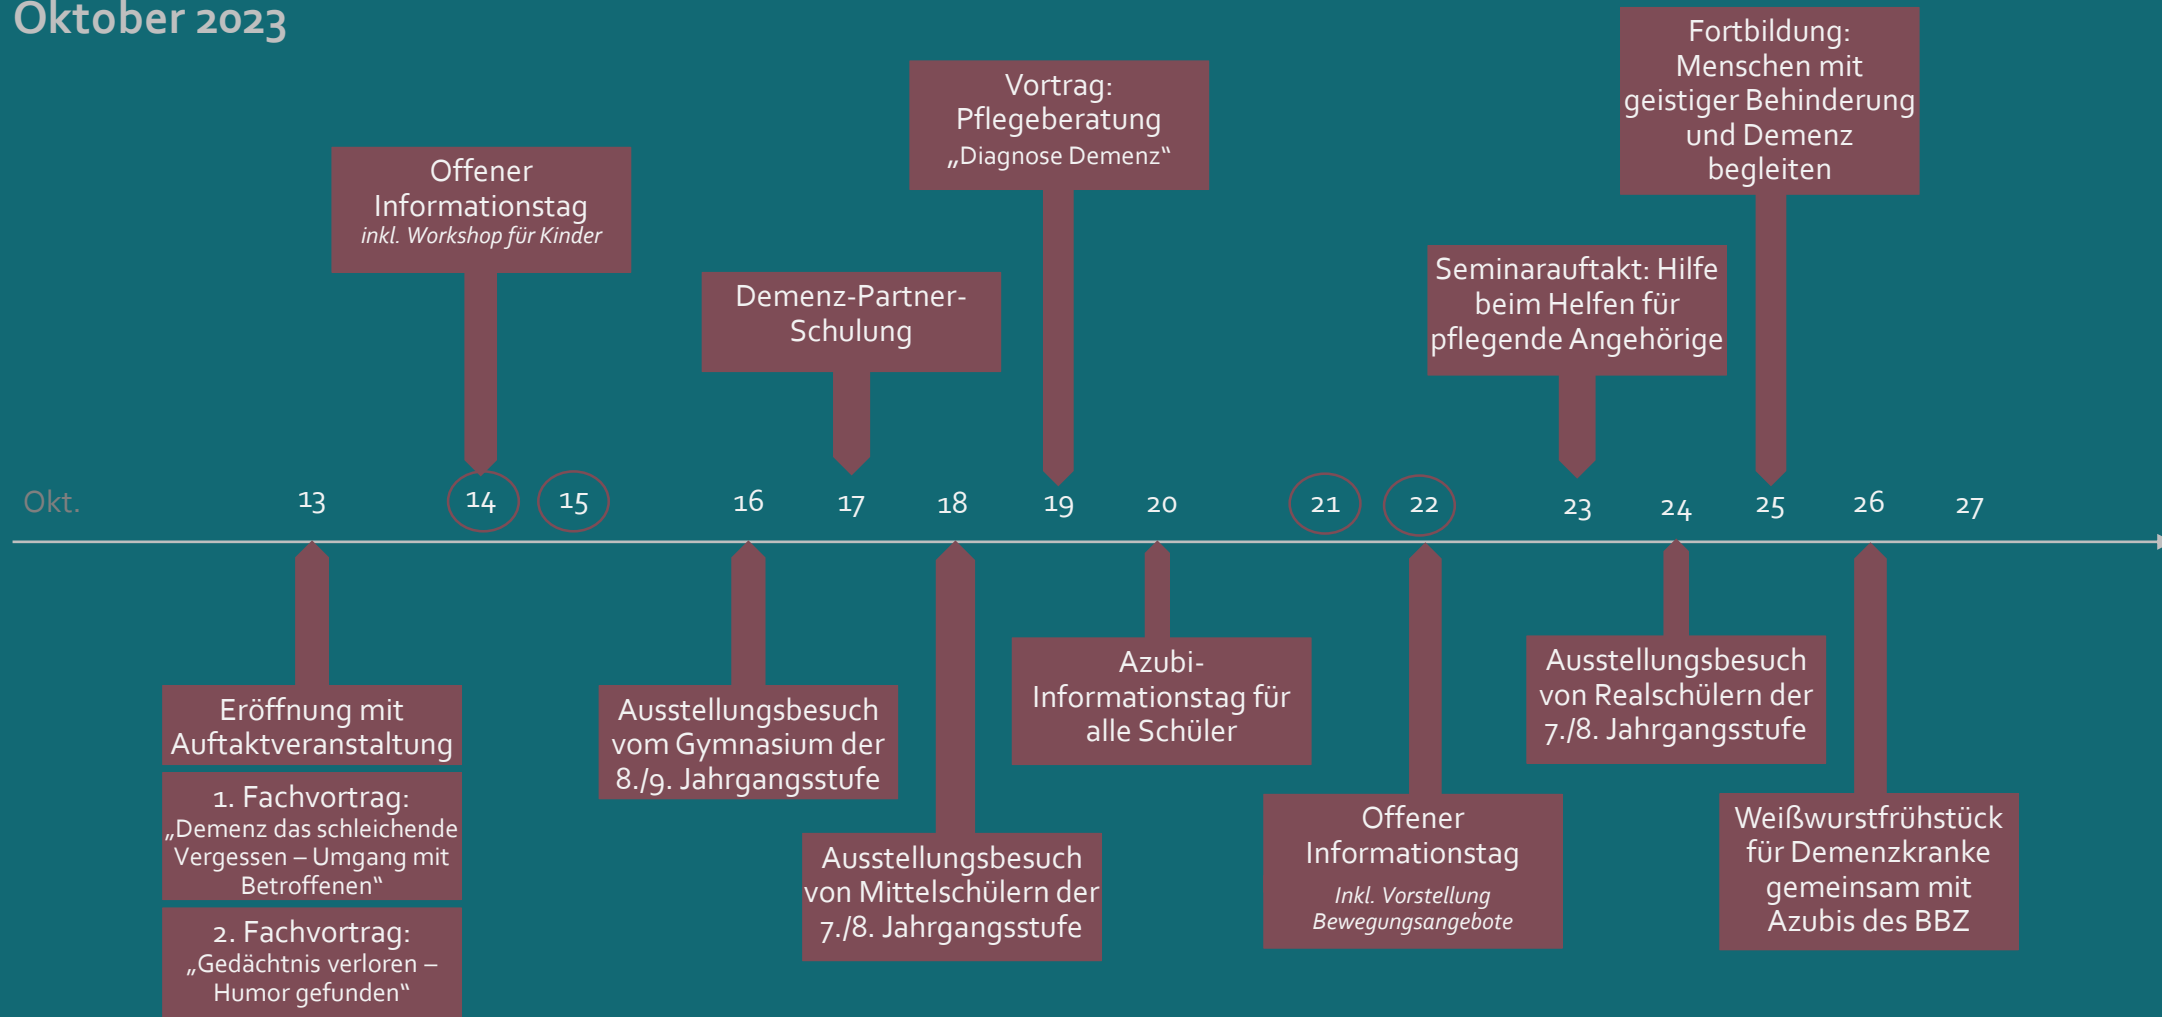 Oktober 2023
Fortbildung:
Menschen mit
geistiger Behinderung
und Demenz
begleiten
Vortrag:
Pflegeberatung
„Diagnose Demenz“
Offener
Informationstag
inkl. Workshop für Kinder
Seminarauftakt: Hilfe
beim Helfen für
pflegende Angehörige
Demenz-Partner-
Schulung
Okt. 13 14 15 16 17 18 19 20 21 22 23 24 25 26 27
Eröffnung mit
Auftaktveranstaltung
1. Fachvortrag:
„Demenz das schleichende
Vergessen – Umgang mit
Betroffenen“
2. Fachvortrag:
„Gedächtnis verloren –
Humor gefunden“
Ausstellungsbesuch
vom Gymnasium der
8./9. Jahrgangsstufe
Ausstellungsbesuch
von Mittelschülern der
7./8. Jahrgangsstufe
Azubi-
Informationstag für
alle Schüler
Offener
Informationstag
Inkl. Vorstellung
Bewegungsangebote
Ausstellungsbesuch
von Realschülern der
7./8. Jahrgangsstufe
Weißwurstfrühstück
für Demenzkranke
gemeinsam mit
Azubis des BBZ